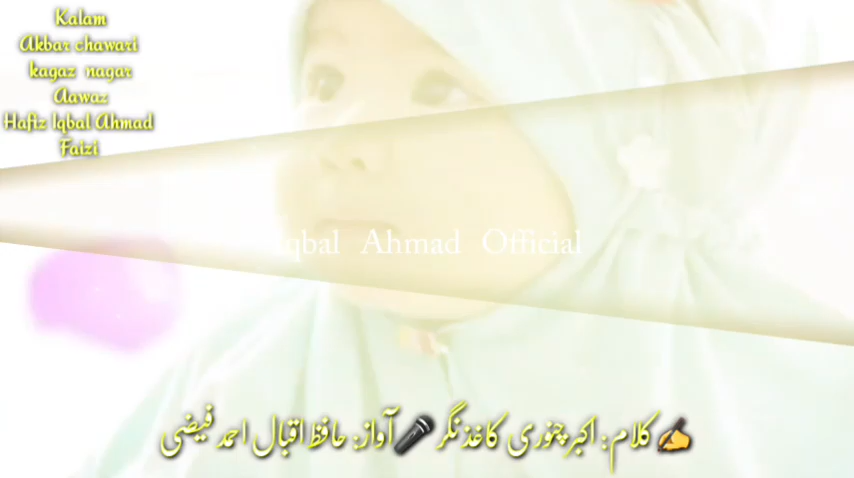 Kalam
Akbar chawari
kagaz nagar
Aawaz
Hafiz Iqbal Ahmad
Faizi
Iqbal Ahmad Official
✍️ کلام: اکبر چنوری کاغذنگر 🎤 آواز: حافظ اقبال احمد فیضی